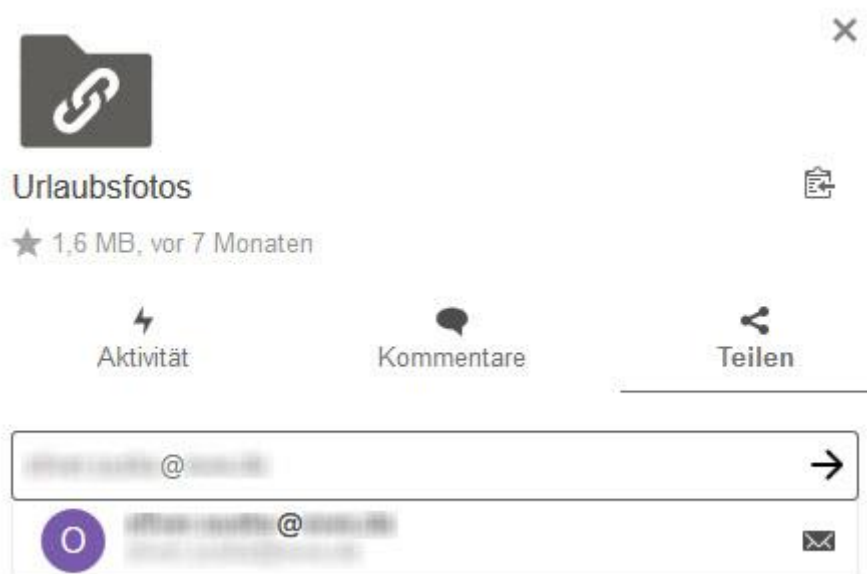 Urlaubsfotos
1,6 MB, vor 7 Monaten
Aktivität
Kommentare
Teilen
@
O
@